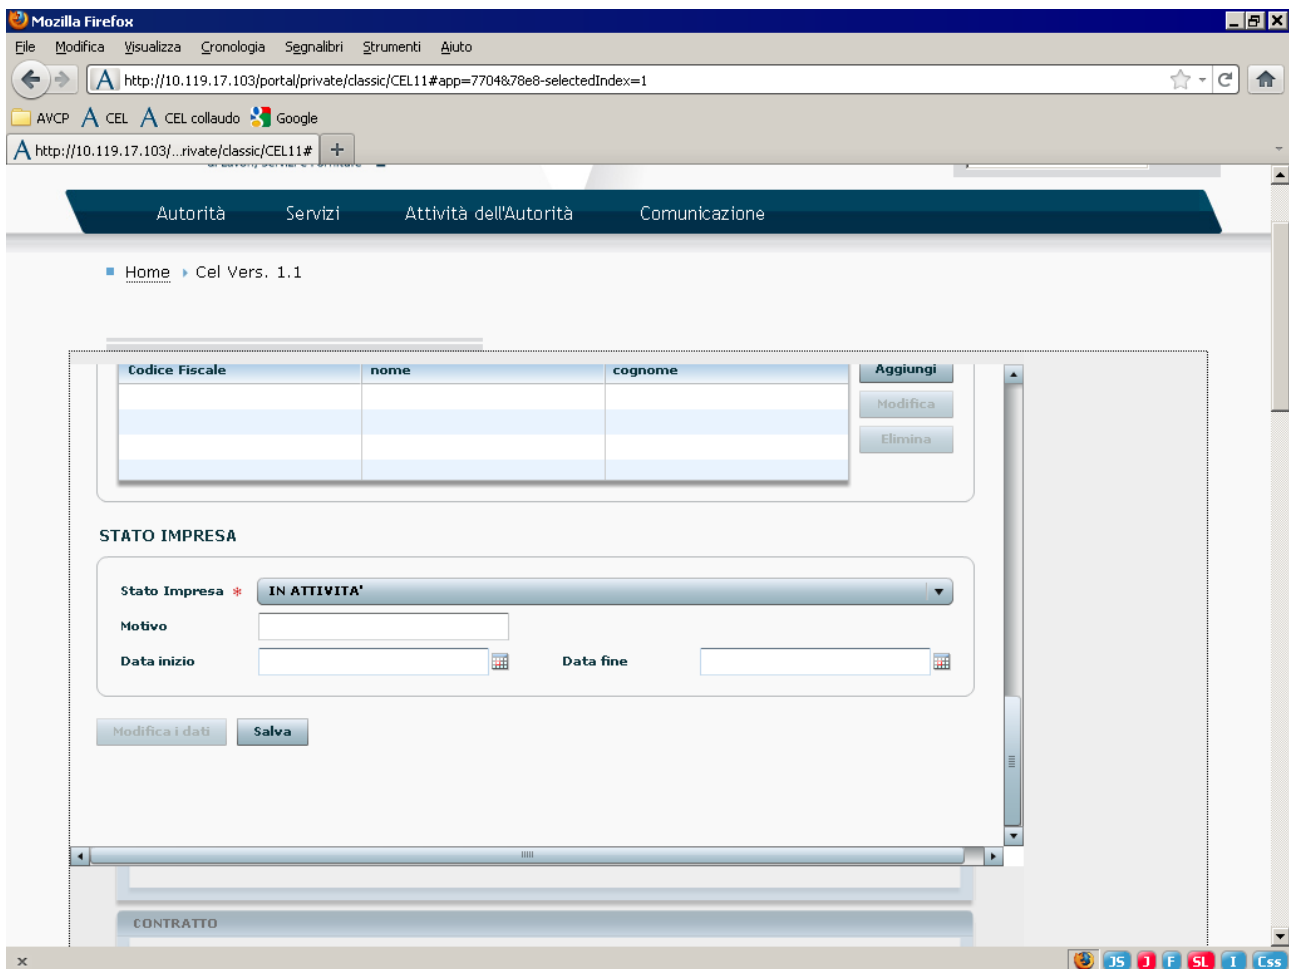 Mozilla Firefox
File Modifica Visualizza Cronologia Segnalibri Strumenti Aiuto
http://10.119.17.103/portal/private/classic/CEL11#app=7704&78e8-selectedIndex=1
AVCP CEL CEL collaudo Google
http://10.119.17.103/...rivate/classic/CEL11#
Autorità Servizi Attività dell'Autorità Comunicazione
Home Cel Vers. 1.1
Codice Fiscale nome cognome Aggiungi
Modifica
Elimina
STATO IMPRESA
Stato Impresa * IN ATTIVITA'
Motivo
Data inizio Data fine
Modifica i dati Salva
CONTRATTO
x JS J F SL I Css